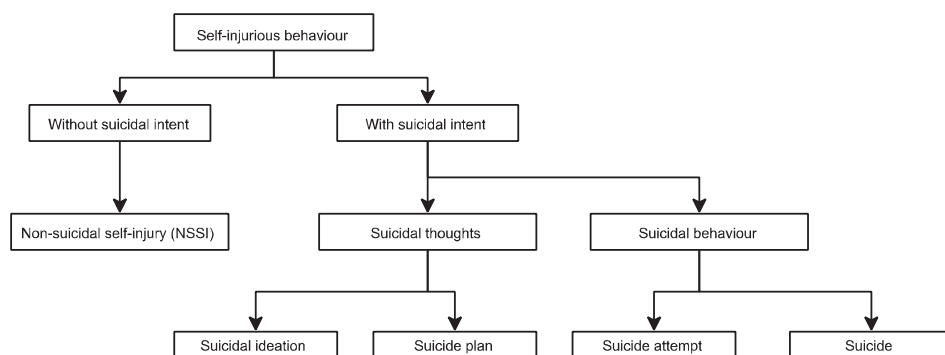 Self-injurious behaviour
Without suicidal intent
With suicidal intent
Non-suicidal self-injury (NSSI)
Suicidal thoughts
Suicidal behaviour
Suicidal ideation
Suicide plan
Suicide attempt
Suicide